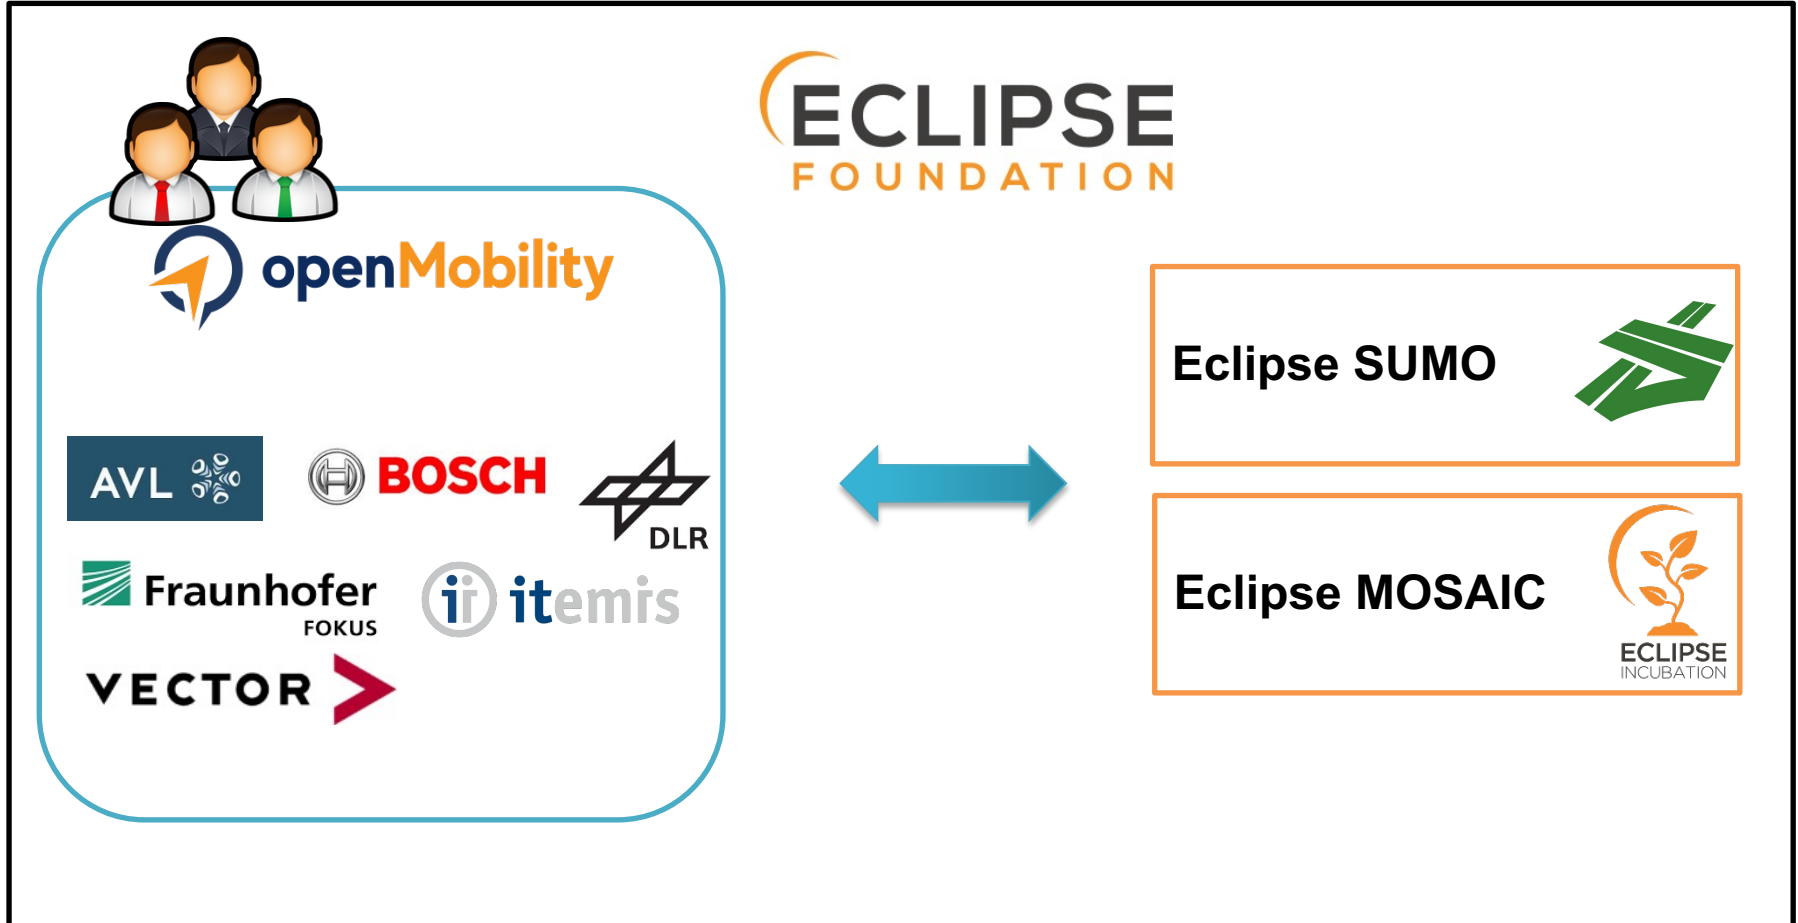 ECLIPSE
FOUNDATION
openMobility
AVL
BOSCH
DLR
Fraunhofer
FOKUS
itemis
VECTOR
Eclipse SUMO
Eclipse MOSAIC
ECLIPSE
INCUBATION